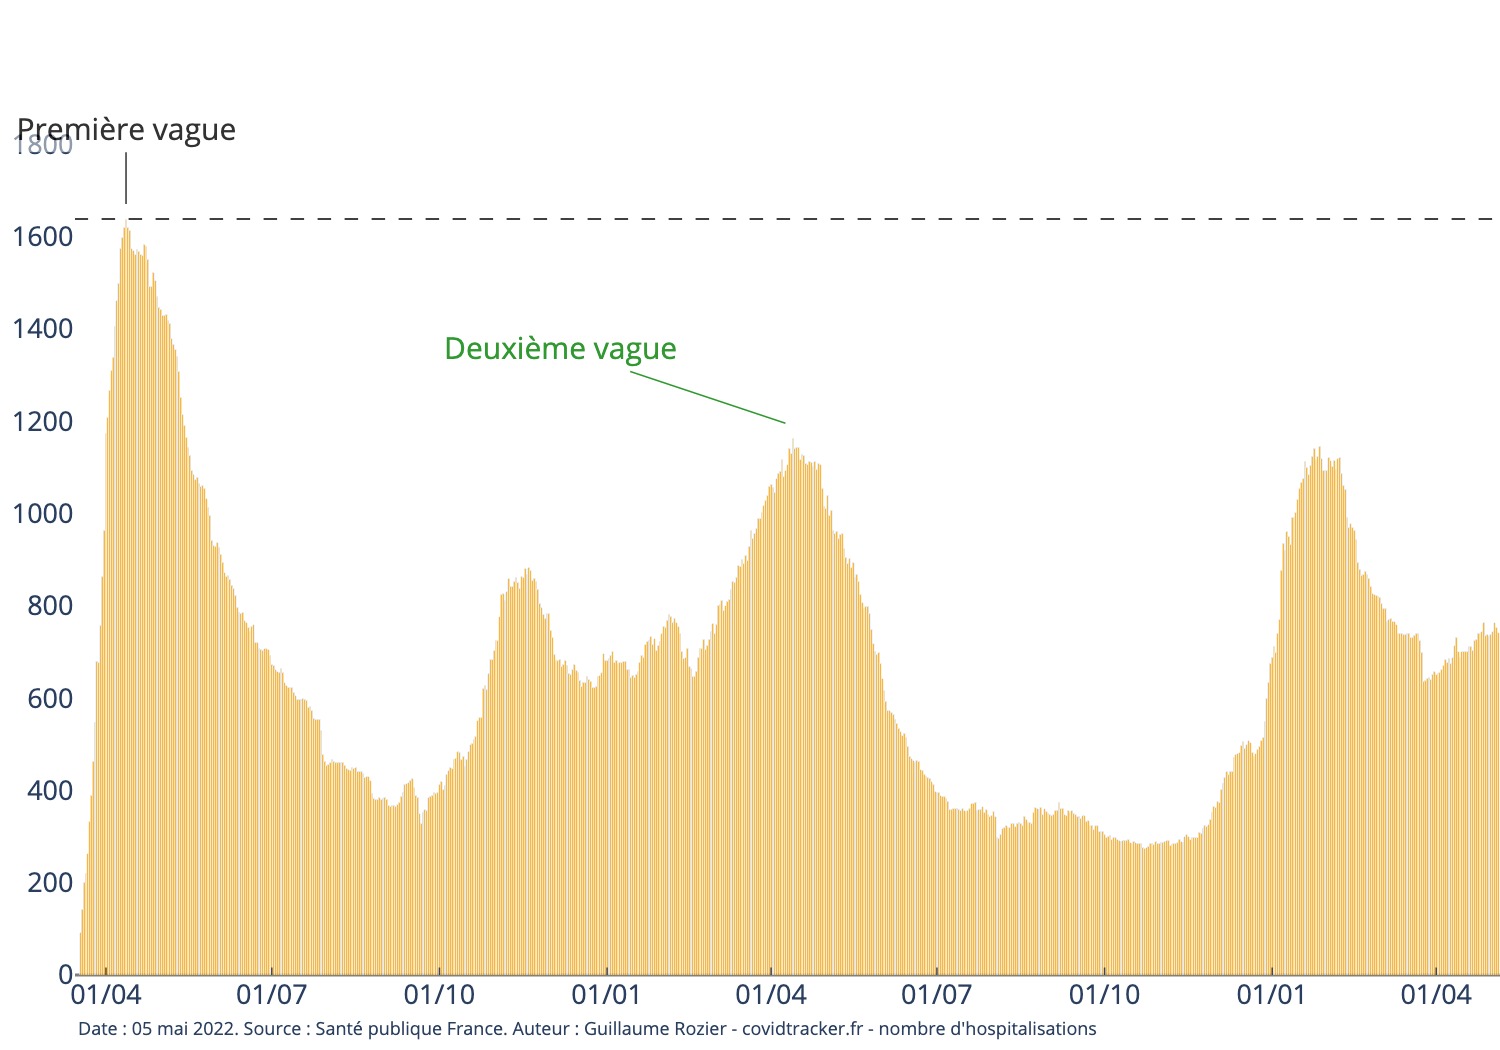 Première vague
1800
1600
1400
Deuxième vague
1200
1000
800
600
400
200
0
01/04 01/07 01/10 01/01 01/04 01/07 01/10 01/01 01/04
Date : 05 mai 2022. Source : Santé publique France. Auteur : Guillaume Rozier - covidtracker.fr - nombre d'hospitalisations